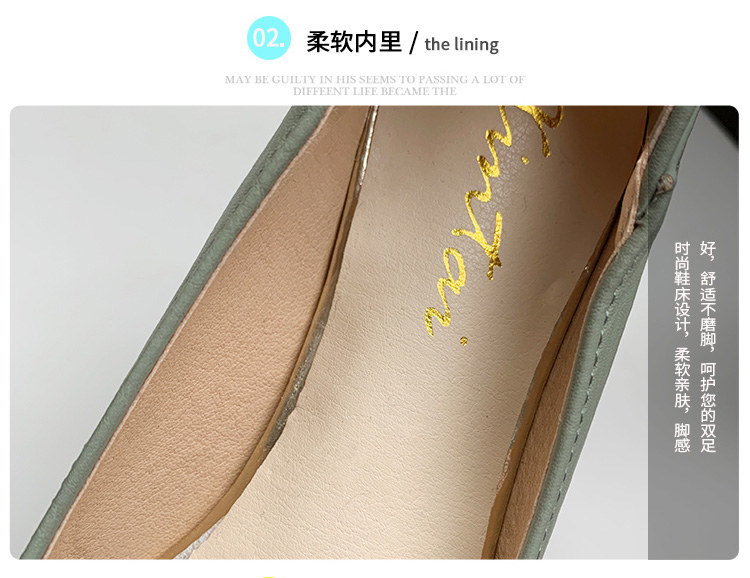 02. 柔软内里 / the lining
MAY BE GUILTY IN HIS SEEMS TO PASSING A LOT OF
DIFFEENT LIFE BECAME THE
时尚鞋床设计，柔软亲肤，脚感
好，舒适不磨脚，呵护您的双足